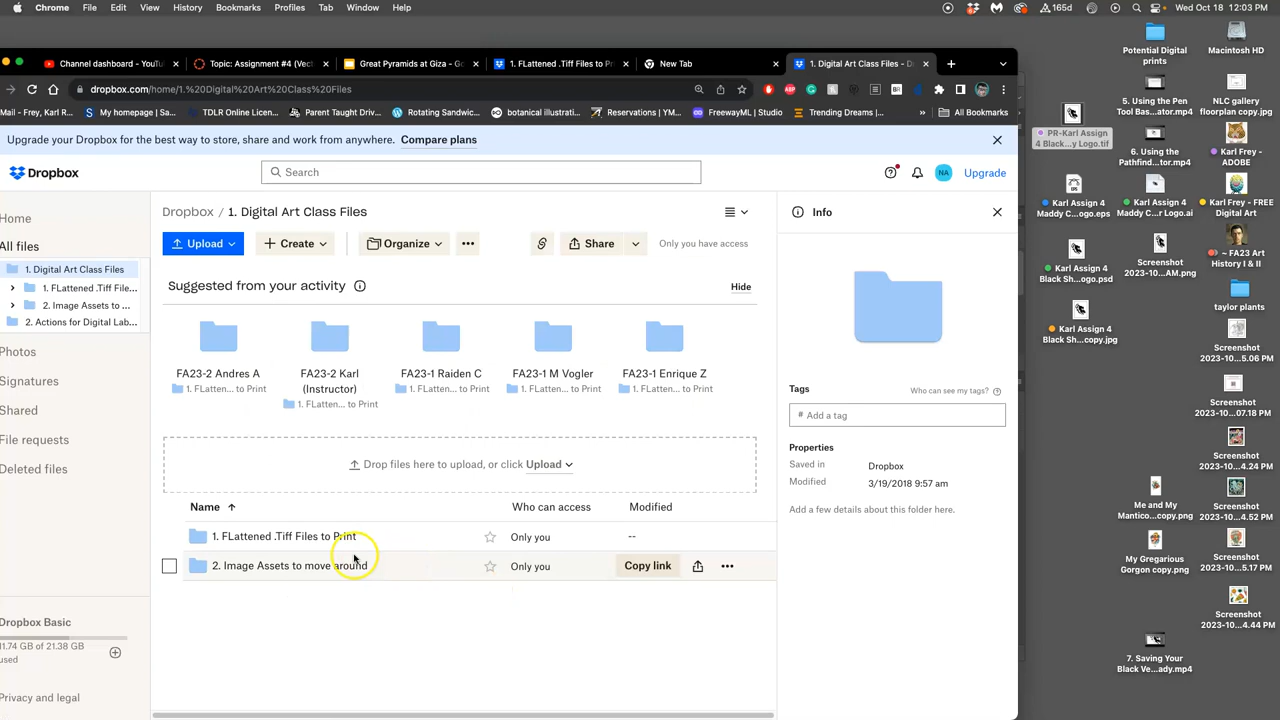 Chrome File Edit View History Bookmarks Profiles Tab Window Help 165d Wed Oct 18 12:03 PM
Channel dashboard - YouTu Topic: Assignment #4 (Vect Great Pyramids at Giza - Go 1. FLattened .Tiff Files to Pr New Tab 1. Digital Art Class Files - D
dropbox.com/home/1.%20Digital%20Art%20Class%20Files
My homepage | Sa... TDLR Online Licens... Parent Taught Driv... Rotating Sandwich... botanical illustrati... Reservations | YM... FreewayML | Studio Trending Dreams /... » All Bookmarks
Upgrade your Dropbox for the best way to store, share and work from anywhere. Compare plans
Dropbox
Search
NA Upgrade
Home
All files
1. Digital Art Class Files
1. FLattened .Tiff File...
2. Image Assets to ...
2. Actions for Digital Lab...
Photos
Signatures
Shared
File requests
Deleted files
Dropbox Basic
11.74 GB of 21.38 GB
used
Privacy and legal
Dropbox / 1. Digital Art Class Files
Upload
Create
Organize
Share
Only you have access
Suggested from your activity
Hide
FA23-2 Andres A
1. FLatten... to Print
FA23-2 Karl
(Instructor)
1. FLatten... to Print
FA23-1 Raiden C
1. FLatten... to Print
FA23-1 M Vogler
1. FLatten... to Print
FA23-1 Enrique Z
1. FLatten... to Print
Drop files here to upload, or click Upload
Name Who can access Modified
1. FLattened .Tiff Files to Print Only you --
2. Image Assets to move around Only you Copy link
Info
Tags
Who can see my tags?
# Add a tag
Properties
Saved in Dropbox
Modified 3/19/2018 9:57 am
Add a few details about this folder here.
PR-Karl Assign
4 Black...y Logo.tif
Karl Assign 4
Maddy C...ogo.eps
Karl Assign 4
Black Sh...ogo.psd
Karl Assign 4
Black Sh...copy.jpg
Potential Digital
prints
5. Using the Pen
Tool Bas...ator.mp4
6. Using the
Pathfind...tor.mp4
Karl Assign 4
Maddy C...r Logo.ai
Screenshot
2023-10...AM.png
Me and My
Mantico...copy.png
My Gregarious
Gorgon copy.png
7. Saving Your
Black Ve...ady.mp4
Macintosh HD
NLC gallery
floorplan copy.jpg
Karl Frey -
ADOBE
Karl Frey - FREE
Digital Art
~ FA23 Art
History I & II
taylor plants
Screenshot
2023-10...5.06 PM
Screenshot
2023-10...07.18 PM
Screenshot
2023-10...4.24 PM
Screenshot
2023-10...4.52 PM
Screenshot
2023-10...5.17 PM
Screenshot
2023-10...4.44 PM